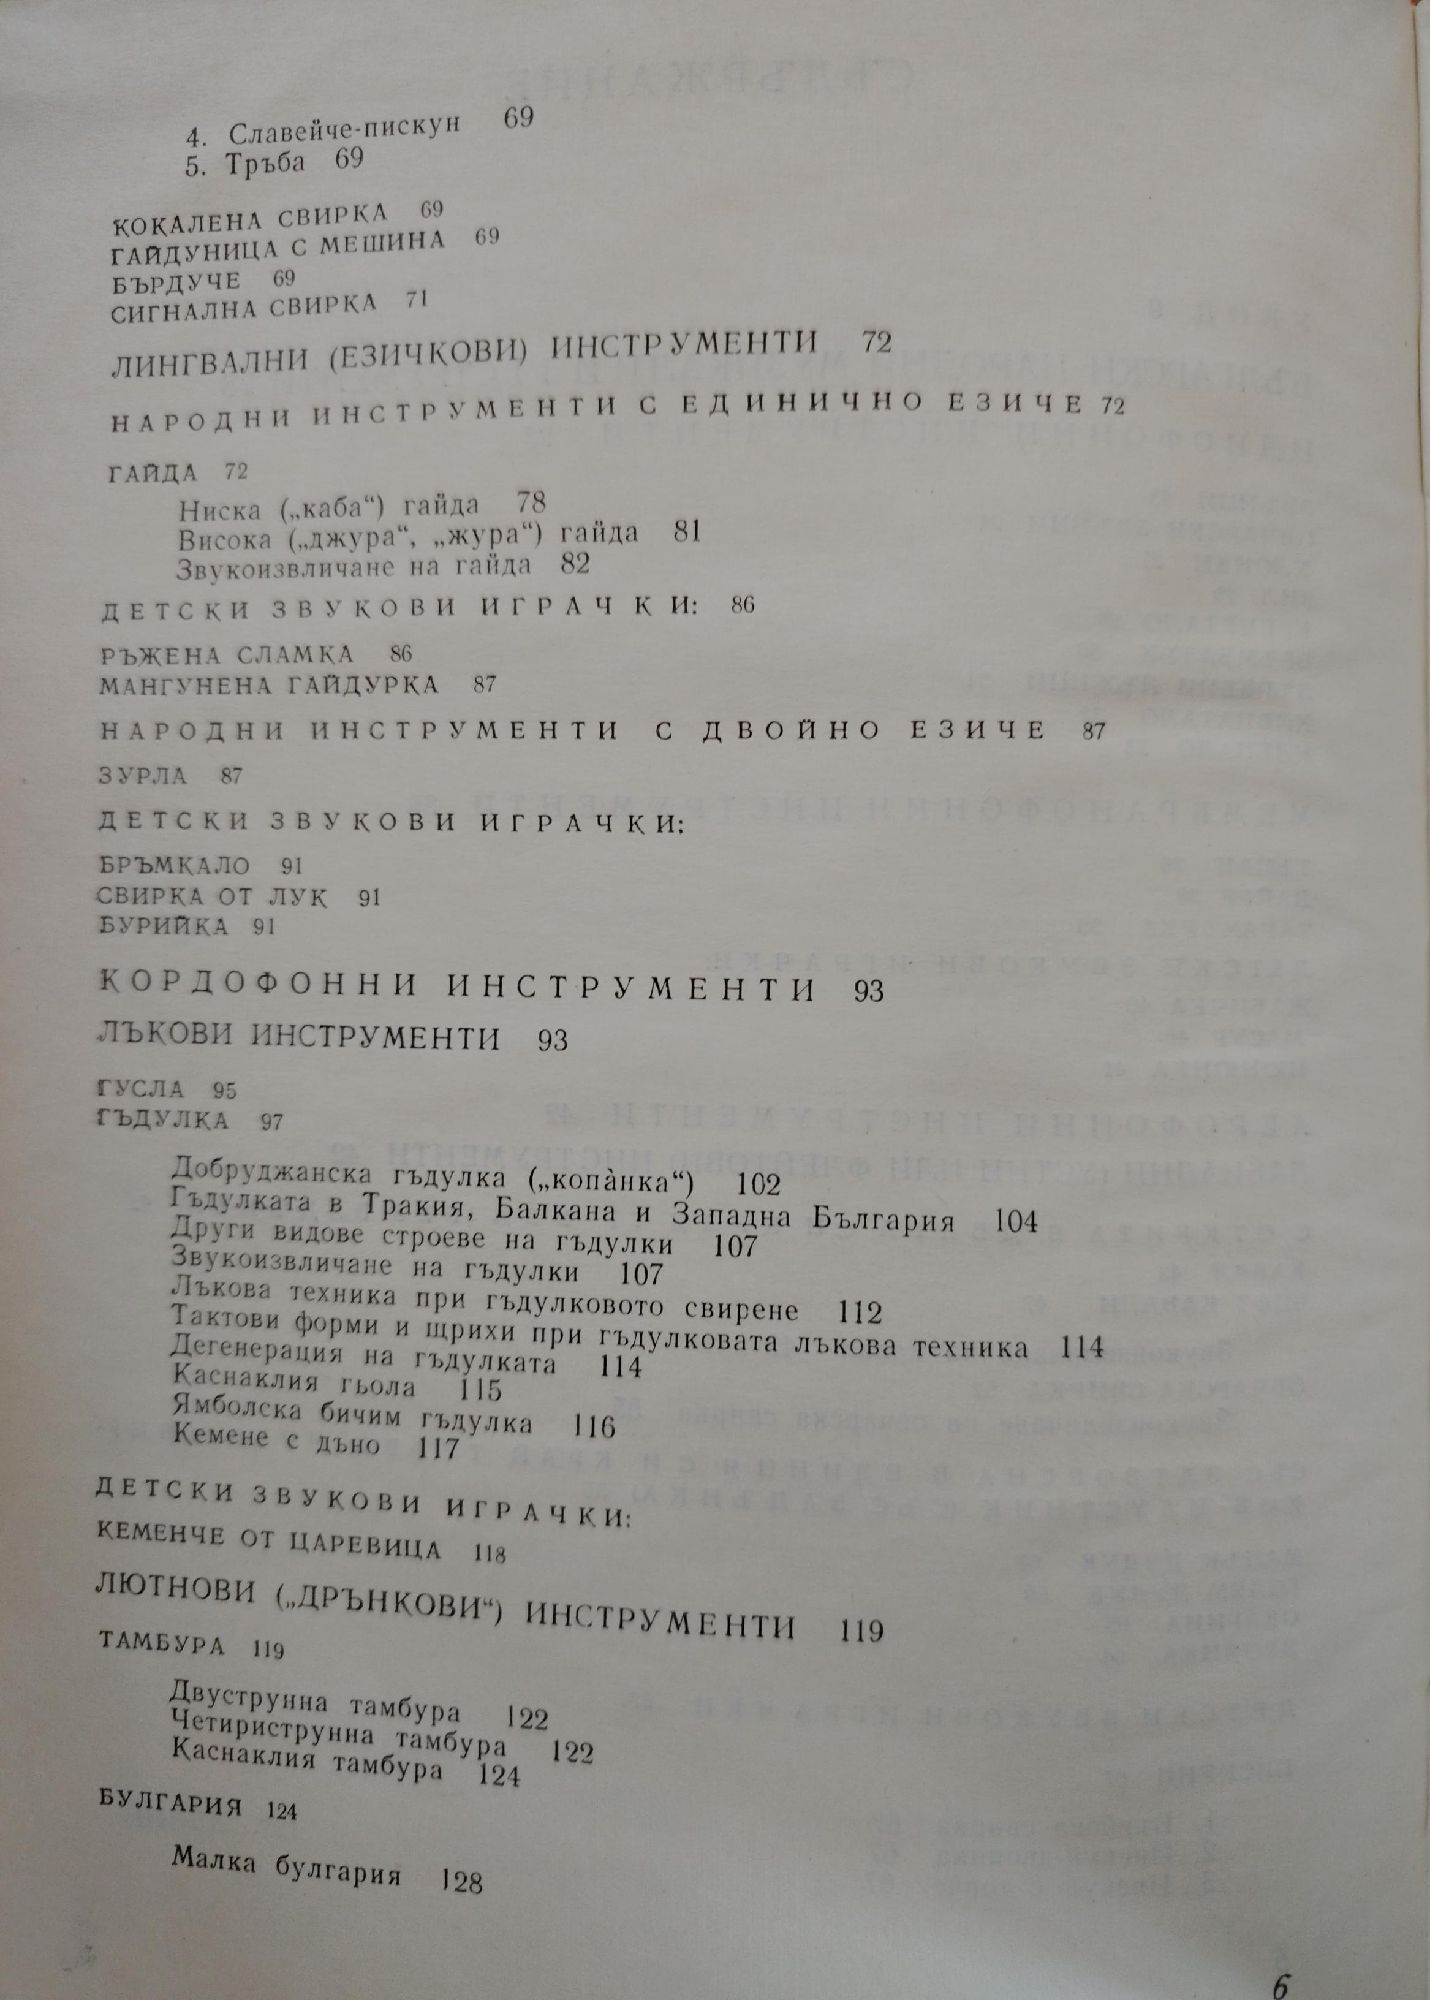 4. Славейче-пискун 69
5. Тръба 69
КОКАЛЕНА СВИРКА 69
ГАЙДУНИЦА С МЕШИНА 69
БЪРДУЧЕ 69
СИГНАЛНА СВИРКА 71
ЛИНГВАЛНИ (ЕЗИЧКОВИ) ИНСТРУМЕНТИ 72
НАРОДНИ ИНСТРУМЕНТИ С ЕДИНИЧНО ЕЗИЧЕ 72
ГАЙДА 72
Ниска („каба“) гайда 78
Висока („джура“, „жура“) гайда 81
Звукоизвличане на гайда 82
ДЕТСКИ ЗВУКОВИ ИГРАЧКИ: 86
РЪЖЕНА СЛАМКА 86
МАНГУНЕНА ГАЙДУРКА 87
НАРОДНИ ИНСТРУМЕНТИ С ДВОЙНО ЕЗИЧЕ 87
ЗУРЛА 87
ДЕТСКИ ЗВУКОВИ ИГРАЧКИ:
БРЪМКАЛО 91
СВИРКА ОТ ЛУК 91
БУРИЙКА 91
КОРДОФОННИ ИНСТРУМЕНТИ 93
ЛЪКОВИ ИНСТРУМЕНТИ 93
ГУСЛА 95
ГЪДУЛКА 97
Добруджанска гъдулка („копàнка“) 102
Гъдулката в Тракия, Балкана и Западна България 104
Други видове строеве на гъдулки 107
Звукоизвличане на гъдулки 107
Лъкова техника при гъдулковото свирене 112
Тактови форми и щрихи при гъдулковата лъкова техника 114
Дегенерация на гъдулката 114
Каснаклия гьола 115
Ямболска бичим гъдулка 116
Кемене с дъно 117
ДЕТСКИ ЗВУКОВИ ИГРАЧКИ:
КЕМЕНЧЕ ОТ ЦАРЕВИЦА 118
ЛЮТНОВИ („ДРЪНКОВИ“) ИНСТРУМЕНТИ 119
ТАМБУРА 119
Двуструнна тамбура 122
Четириструнна тамбура 122
Каснаклия тамбура 124
БУЛГАРИЯ 124
Малка булгария 128
6